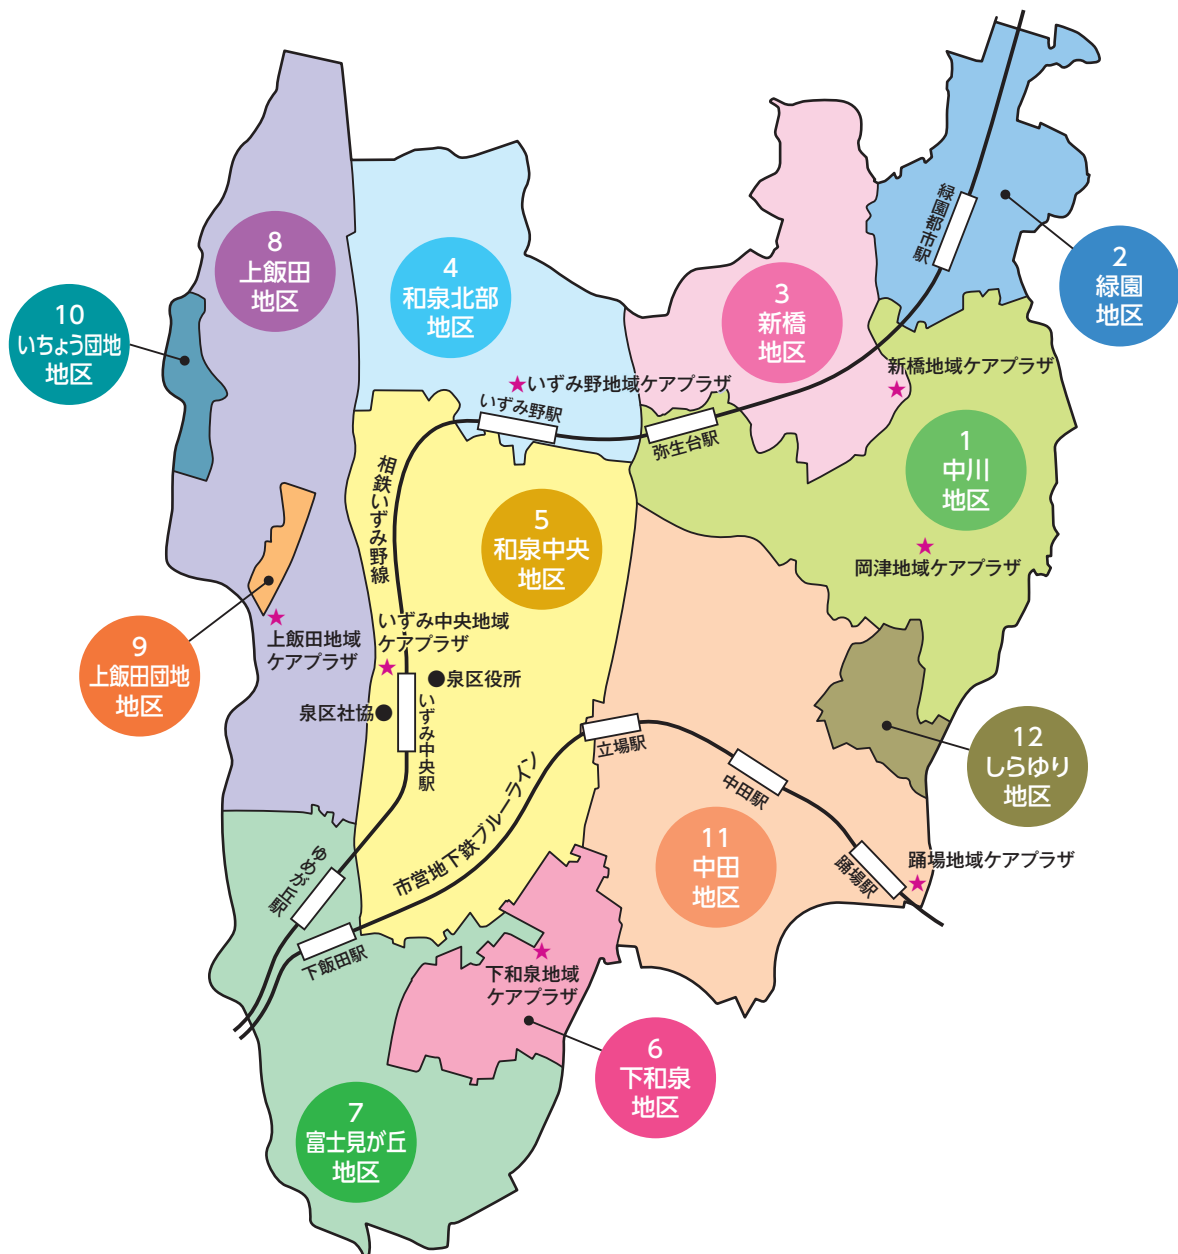 緑園都市駅
8
上飯田
地区
4
和泉北部
地区
3
新橋
地区
2
緑園
地区
10
いちょう団地
地区
新橋地域ケアプラザ
★いずみ野地域ケアプラザ
いずみ野駅
弥生台駅
1
中川
地区
相鉄いずみ野線
5
和泉中央
地区
岡津地域ケアプラザ
9
上飯田団地
地区
上飯田地域
ケアプラザ
いずみ中央地域
ケアプラザ
泉区役所
泉区社協
いずみ中央駅
立場駅
中田駅
12
しらゆり
地区
市営地下鉄ブルーライン
11
中田
地区
踊場駅
踊場地域ケアプラザ
ゆめが丘駅
下飯田駅
下和泉地域
ケアプラザ
6
下和泉
地区
7
富士見が丘
地区